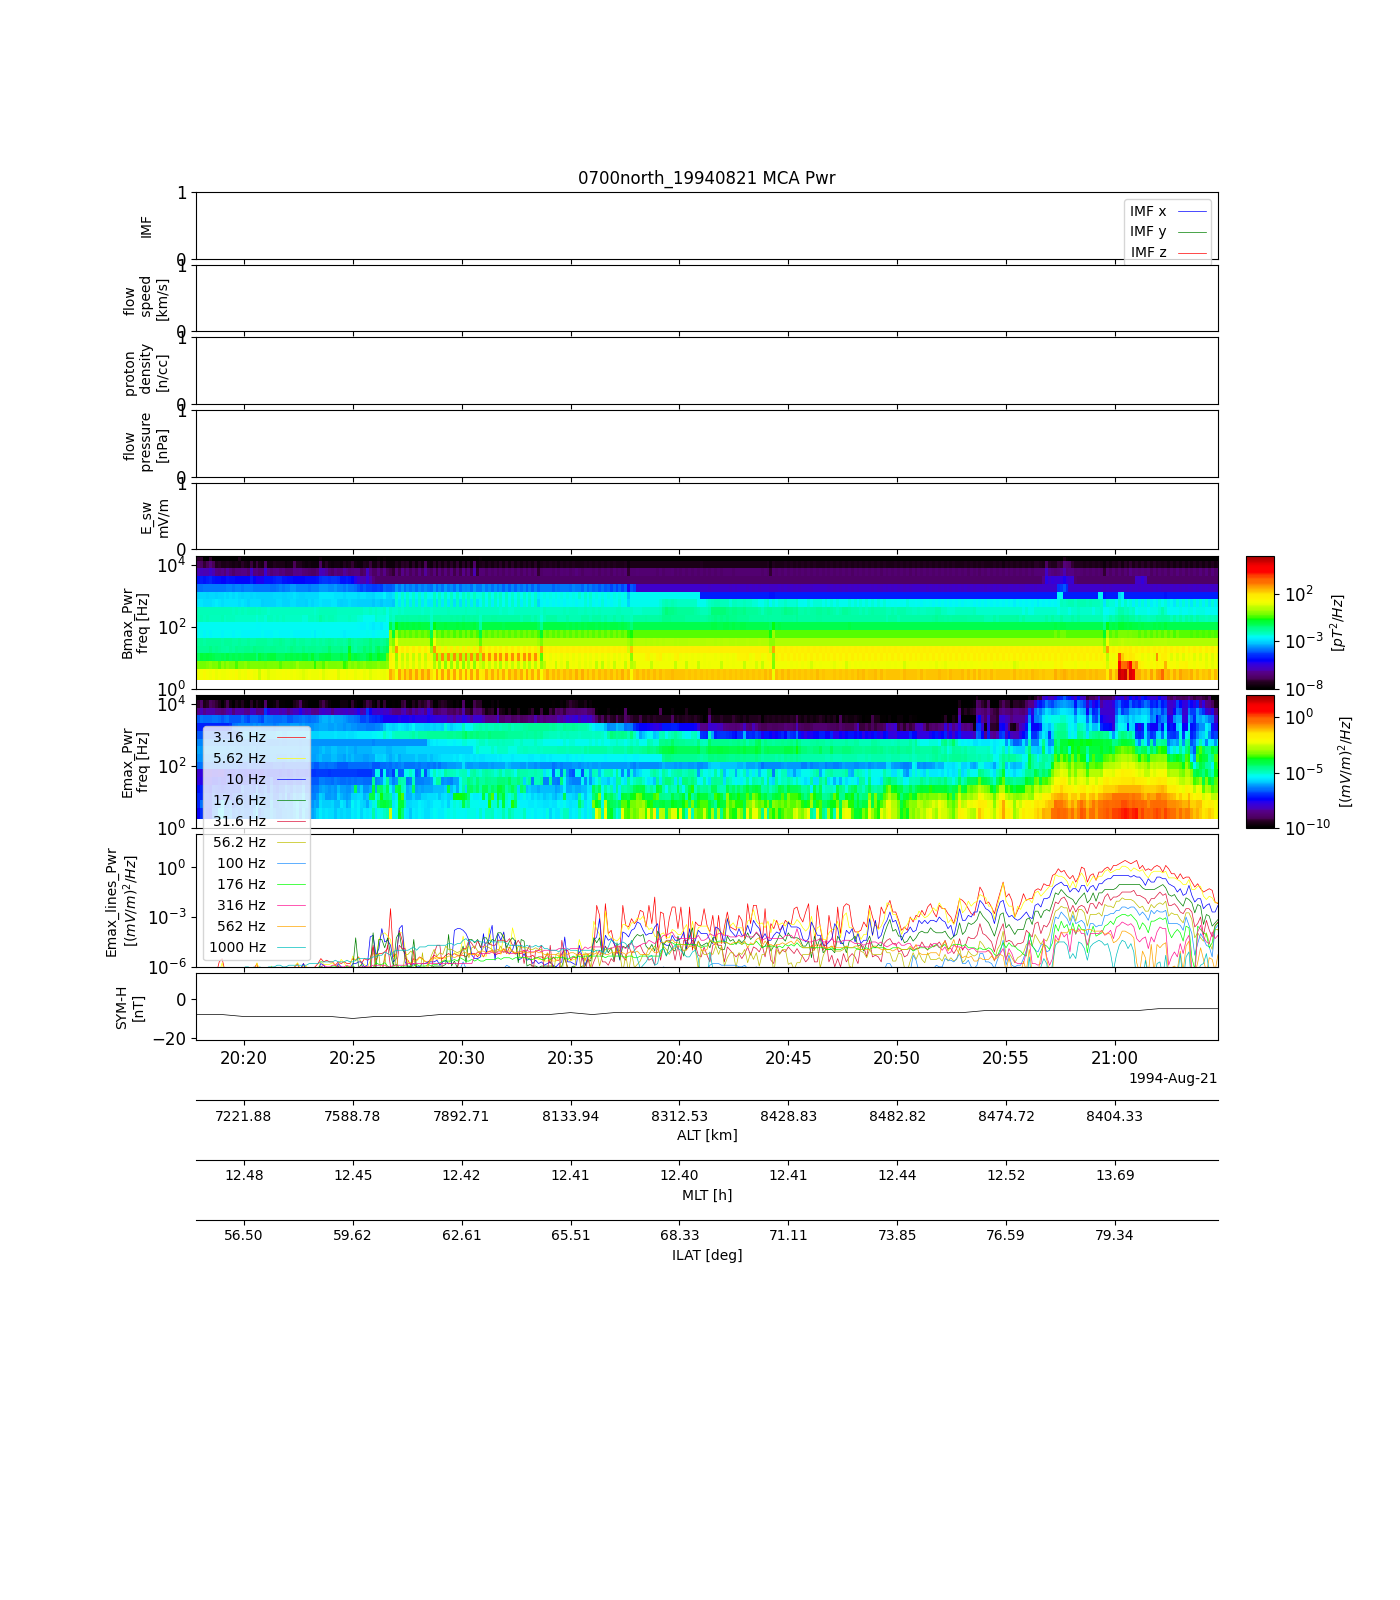 0700north_19940821 MCA Pwr
1
IMF
0
IMF x
IMF y
IMF z
1
flow
speed
[km/s]
0
1
proton
density
[n/cc]
0
1
flow
pressure
[nPa]
0
1
E_sw
mV/m
0
10^4
10^2
10^0
Bmax_Pwr
freq [Hz]
10^2
10^-3
10^-8
[pT^2/Hz]
10^4
10^2
10^0
Emax_Pwr
freq [Hz]
10^0
10^-5
10^-10
[(mV/m)^2/Hz]
3.16 Hz
5.62 Hz
10 Hz
17.6 Hz
31.6 Hz
56.2 Hz
100 Hz
176 Hz
316 Hz
562 Hz
1000 Hz
10^0
10^-3
10^-6
Emax_lines_Pwr
[(mV/m)^2/Hz]
0
−20
SYM-H
[nT]
20:20 20:25 20:30 20:35 20:40 20:45 20:50 20:55 21:00
1994-Aug-21
7221.88 7588.78 7892.71 8133.94 8312.53 8428.83 8482.82 8474.72 8404.33
ALT [km]
12.48 12.45 12.42 12.41 12.40 12.41 12.44 12.52 13.69
MLT [h]
56.50 59.62 62.61 65.51 68.33 71.11 73.85 76.59 79.34
ILAT [deg]